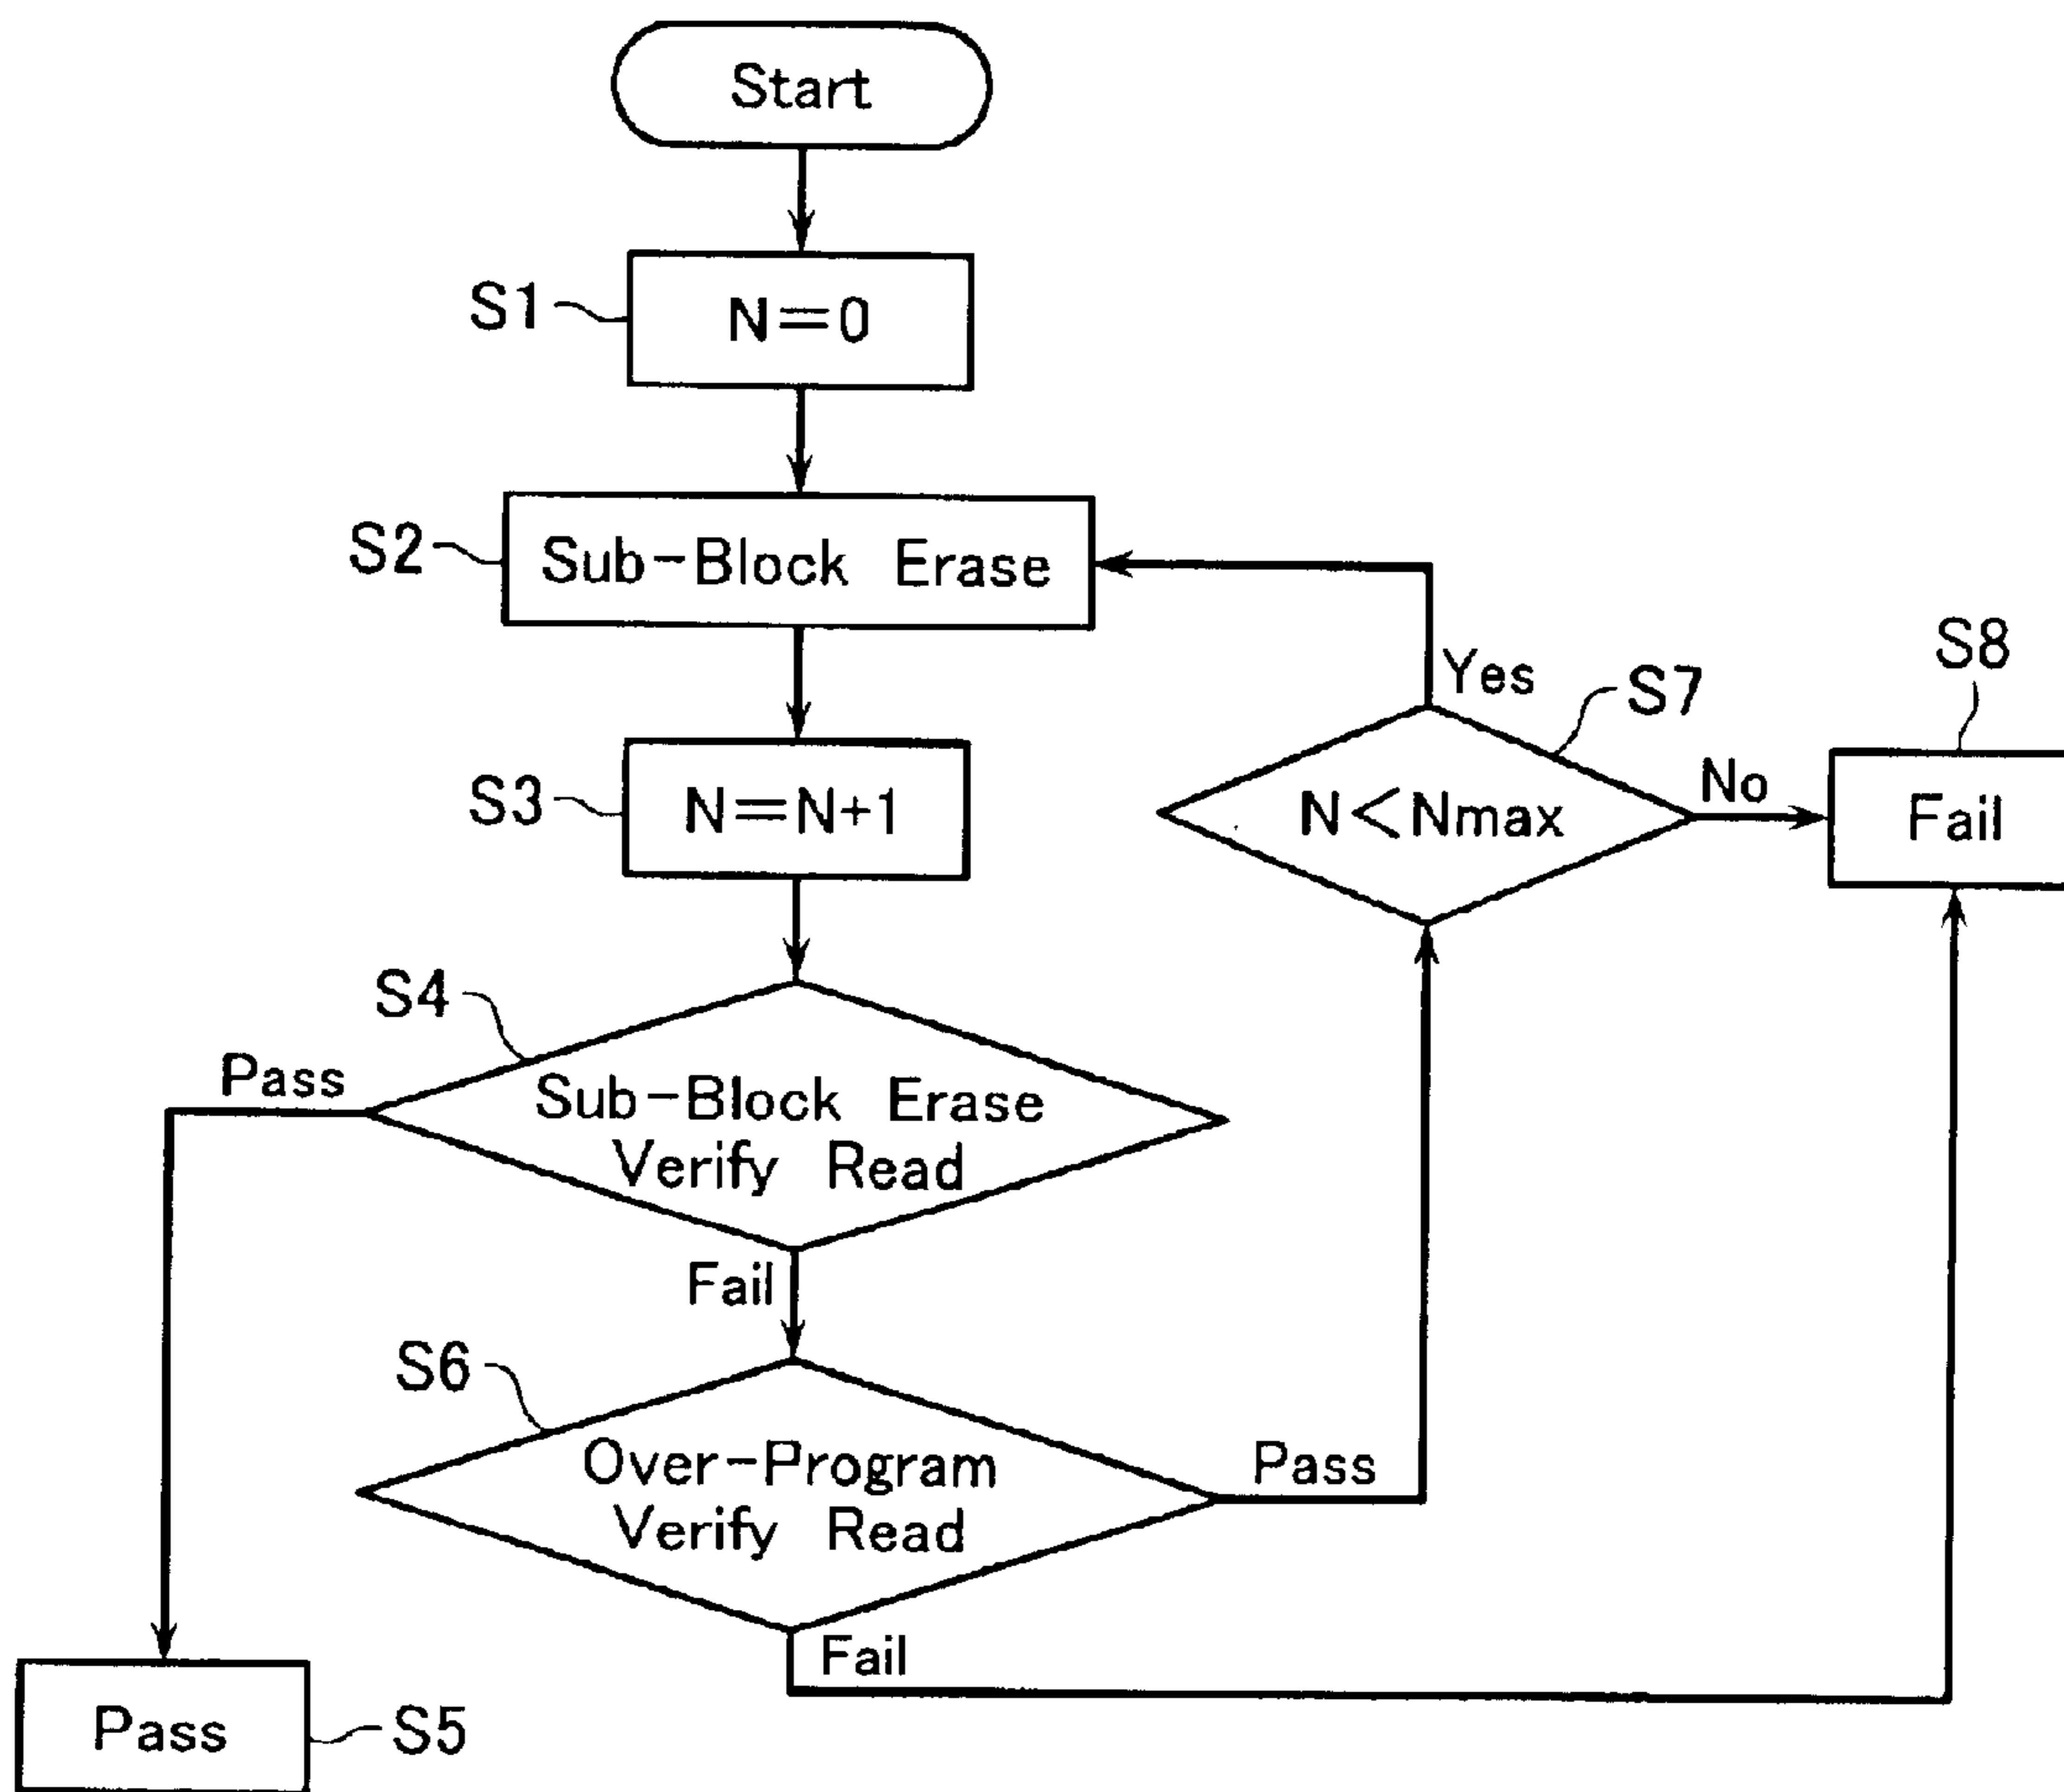 Start
S1
N=0
S2
Sub-Block Erase
S3
N=N+1
Yes
S7
S8
N<Nmax
No
Fail
S4
Pass
Sub-Block Erase
Verify Read
Fail
S6
Over-Program
Verify Read
Pass
Fail
Pass
S5